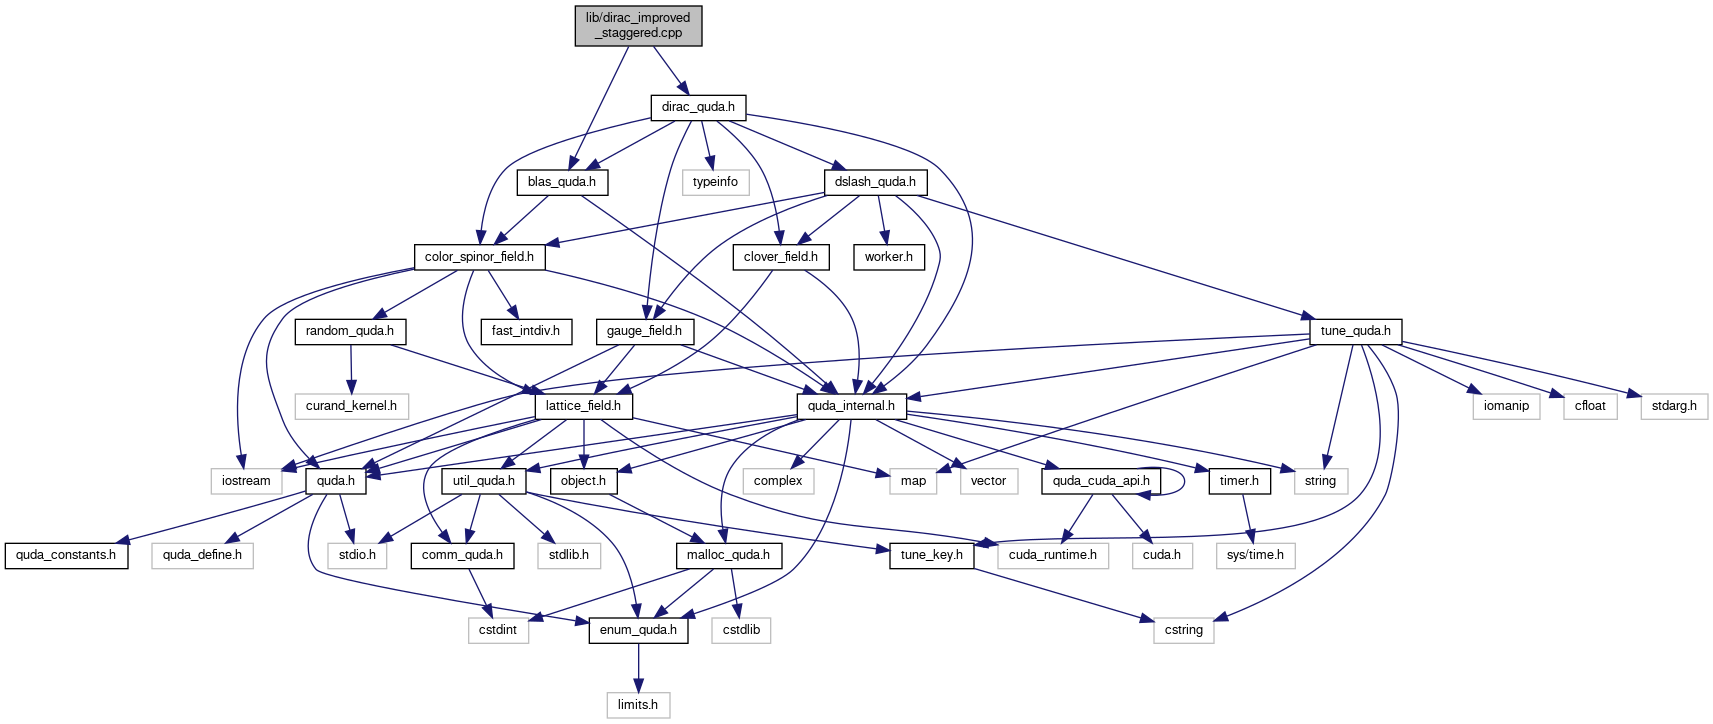 lib/dirac_improved
_staggered.cpp
dirac_quda.h
blas_quda.h
typeinfo
dslash_quda.h
color_spinor_field.h
clover_field.h
worker.h
random_quda.h
fast_intdiv.h
gauge_field.h
tune_quda.h
curand_kernel.h
lattice_field.h
quda_internal.h
iomanip
cfloat
stdarg.h
iostream
quda.h
util_quda.h
object.h
complex
map
vector
quda_cuda_api.h
timer.h
string
quda_constants.h
quda_define.h
stdio.h
comm_quda.h
stdlib.h
malloc_quda.h
tune_key.h
cuda_runtime.h
cuda.h
sys/time.h
cstdint
enum_quda.h
cstdlib
cstring
limits.h